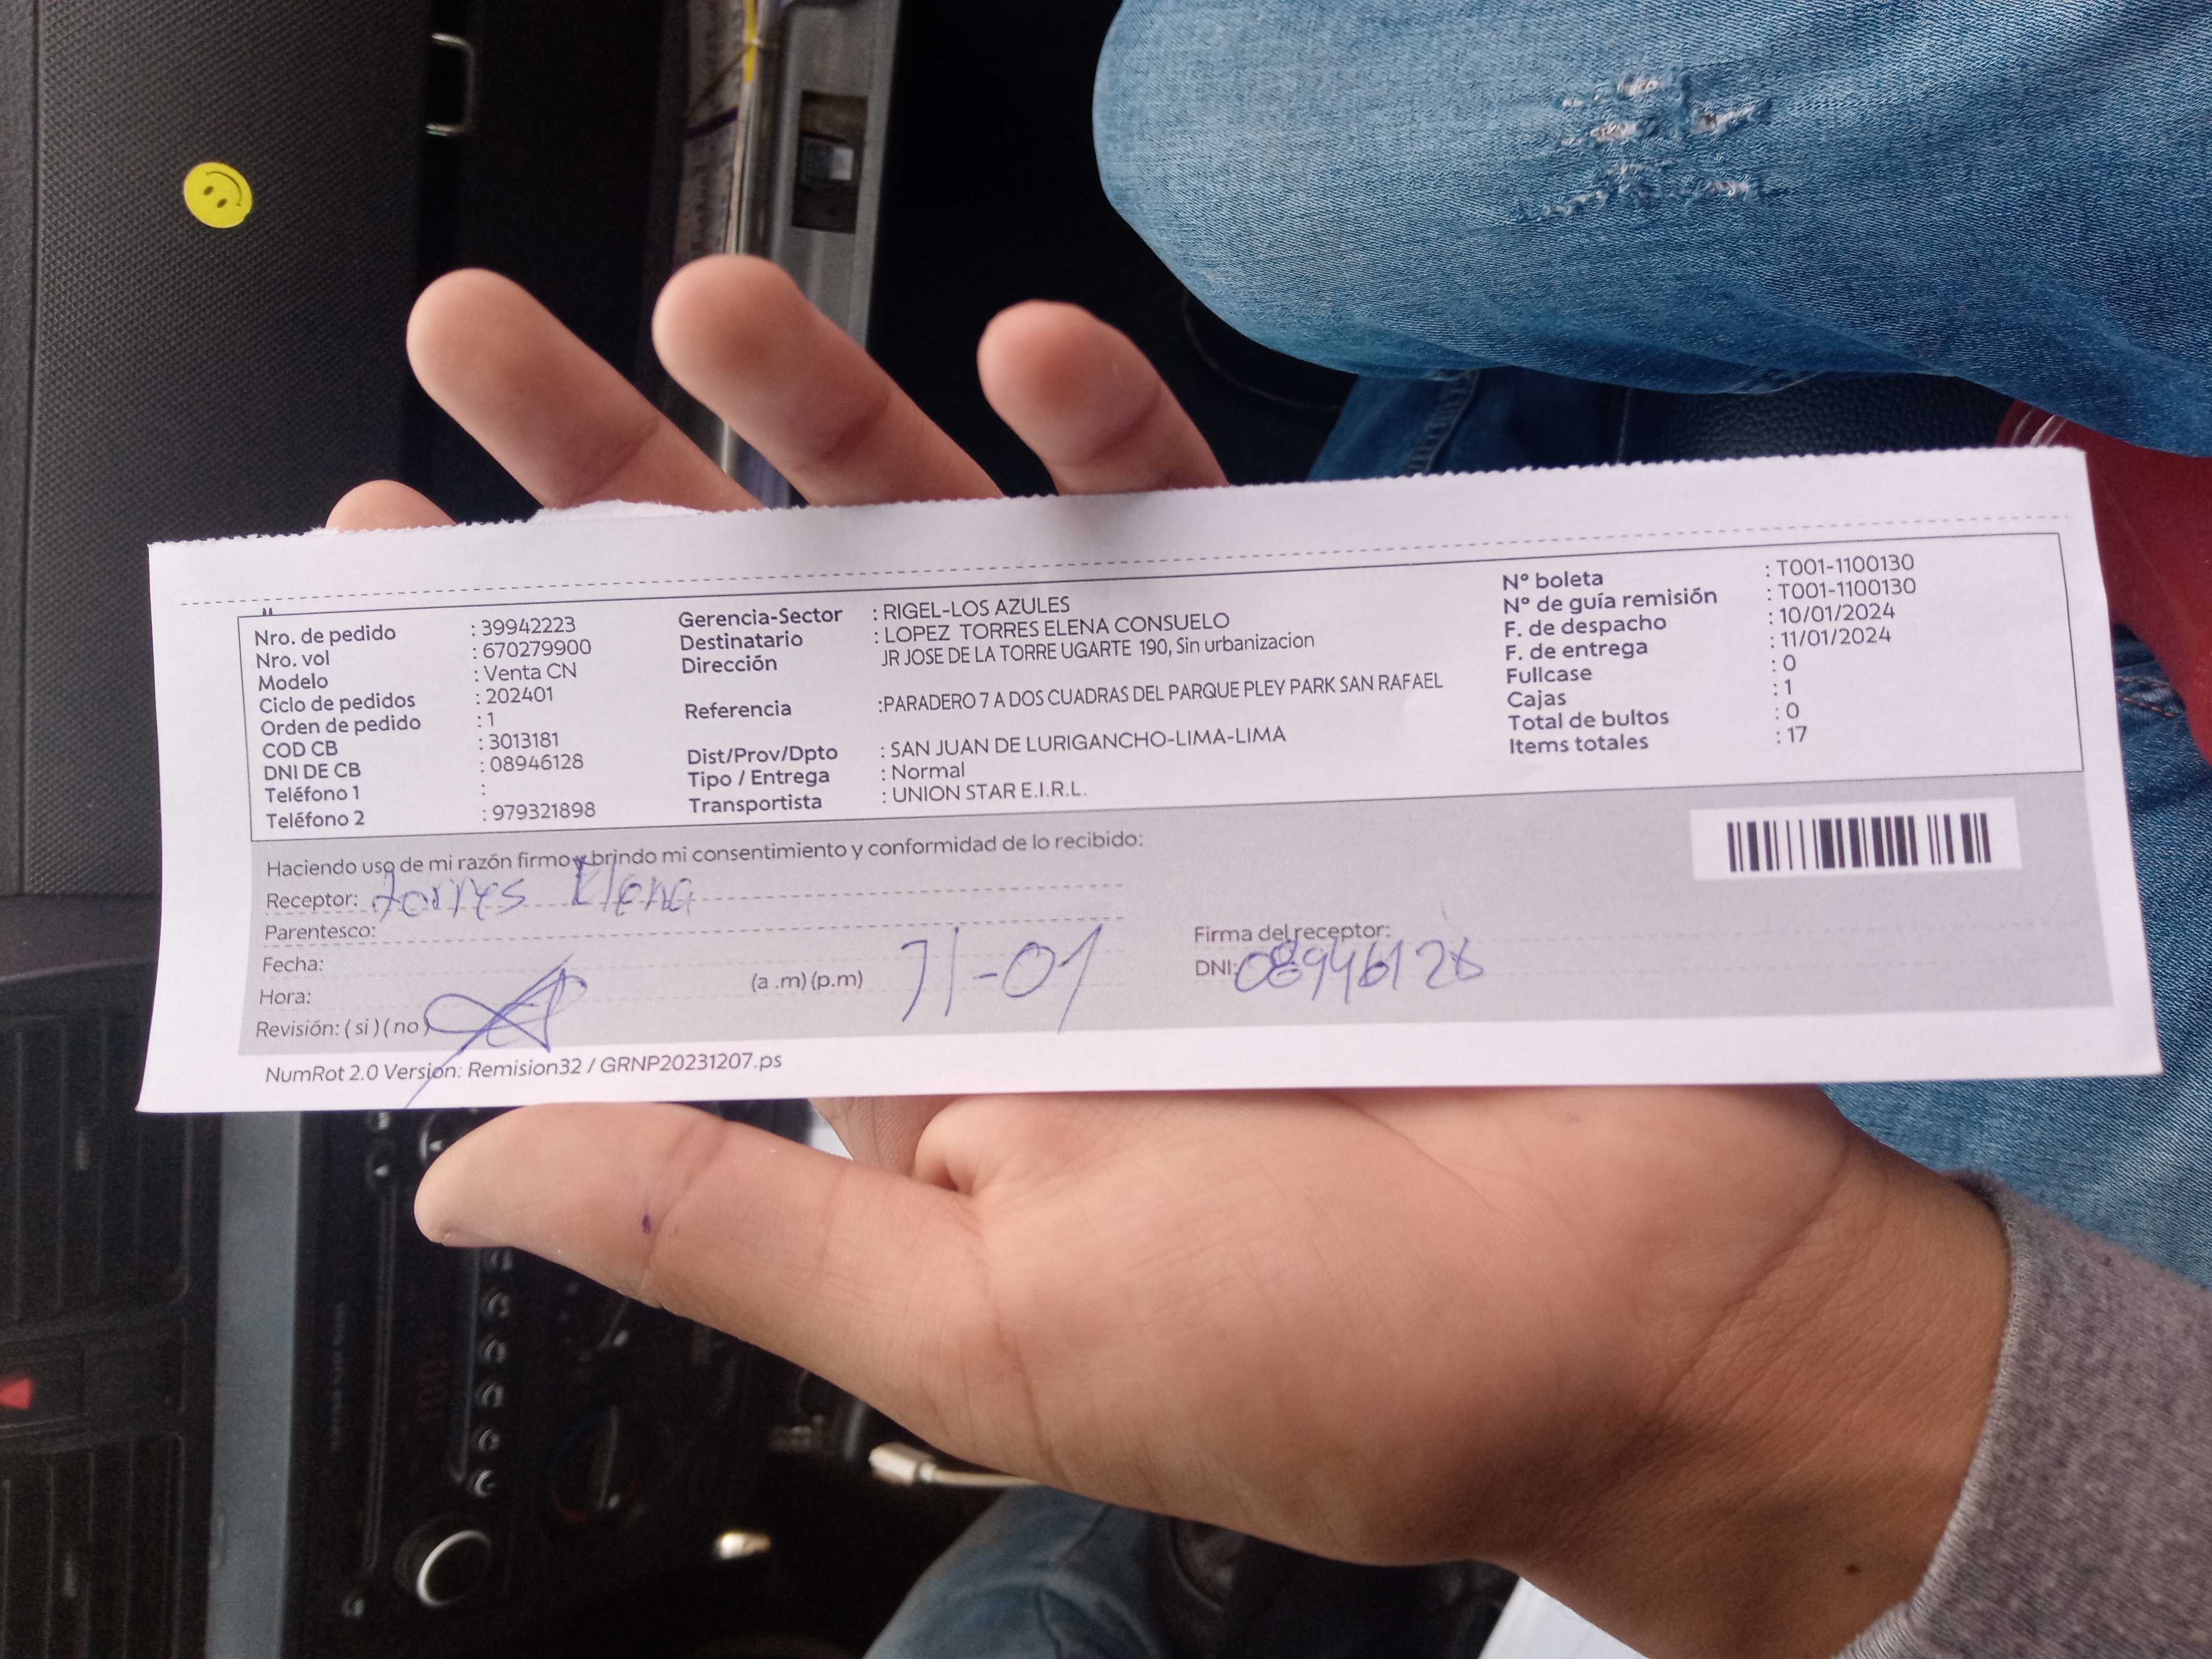 Nro. de pedido : 39942223
Nro. vol : 670279900
Modelo : Venta CN
Ciclo de pedidos : 202401
Orden de pedido : 1
COD CB : 3013181
DNI DE CB : 08946128
Teléfono 1 :
Teléfono 2 : 979321898
Gerencia-Sector : RIGEL-LOS AZULES
Destinatario : LOPEZ TORRES ELENA CONSUELO
Dirección JR JOSE DE LA TORRE UGARTE 190, Sin urbanizacion
Referencia :PARADERO 7 A DOS CUADRAS DEL PARQUE PLEY PARK SAN RAFAEL
Dist/Prov/Dpto : SAN JUAN DE LURIGANCHO-LIMA-LIMA
Tipo / Entrega : Normal
Transportista : UNION STAR E.I.R.L.
Nº boleta : T001-1100130
Nº de guía remisión : T001-1100130
F. de despacho : 10/01/2024
F. de entrega : 11/01/2024
Fullcase : 0
Cajas : 1
Total de bultos : 0
Items totales : 17
Haciendo uso de mi razón firmo y brindo mi consentimiento y conformidad de lo recibido:
Receptor: torres Elena
Parentesco:
Fecha:
Hora: (a .m) (p.m) 11-01
Revisión: ( si ) ( no )
Firma del receptor:
DNI: 08946128
NumRot 2.0 Version: Remision32 / GRNP20231207.ps